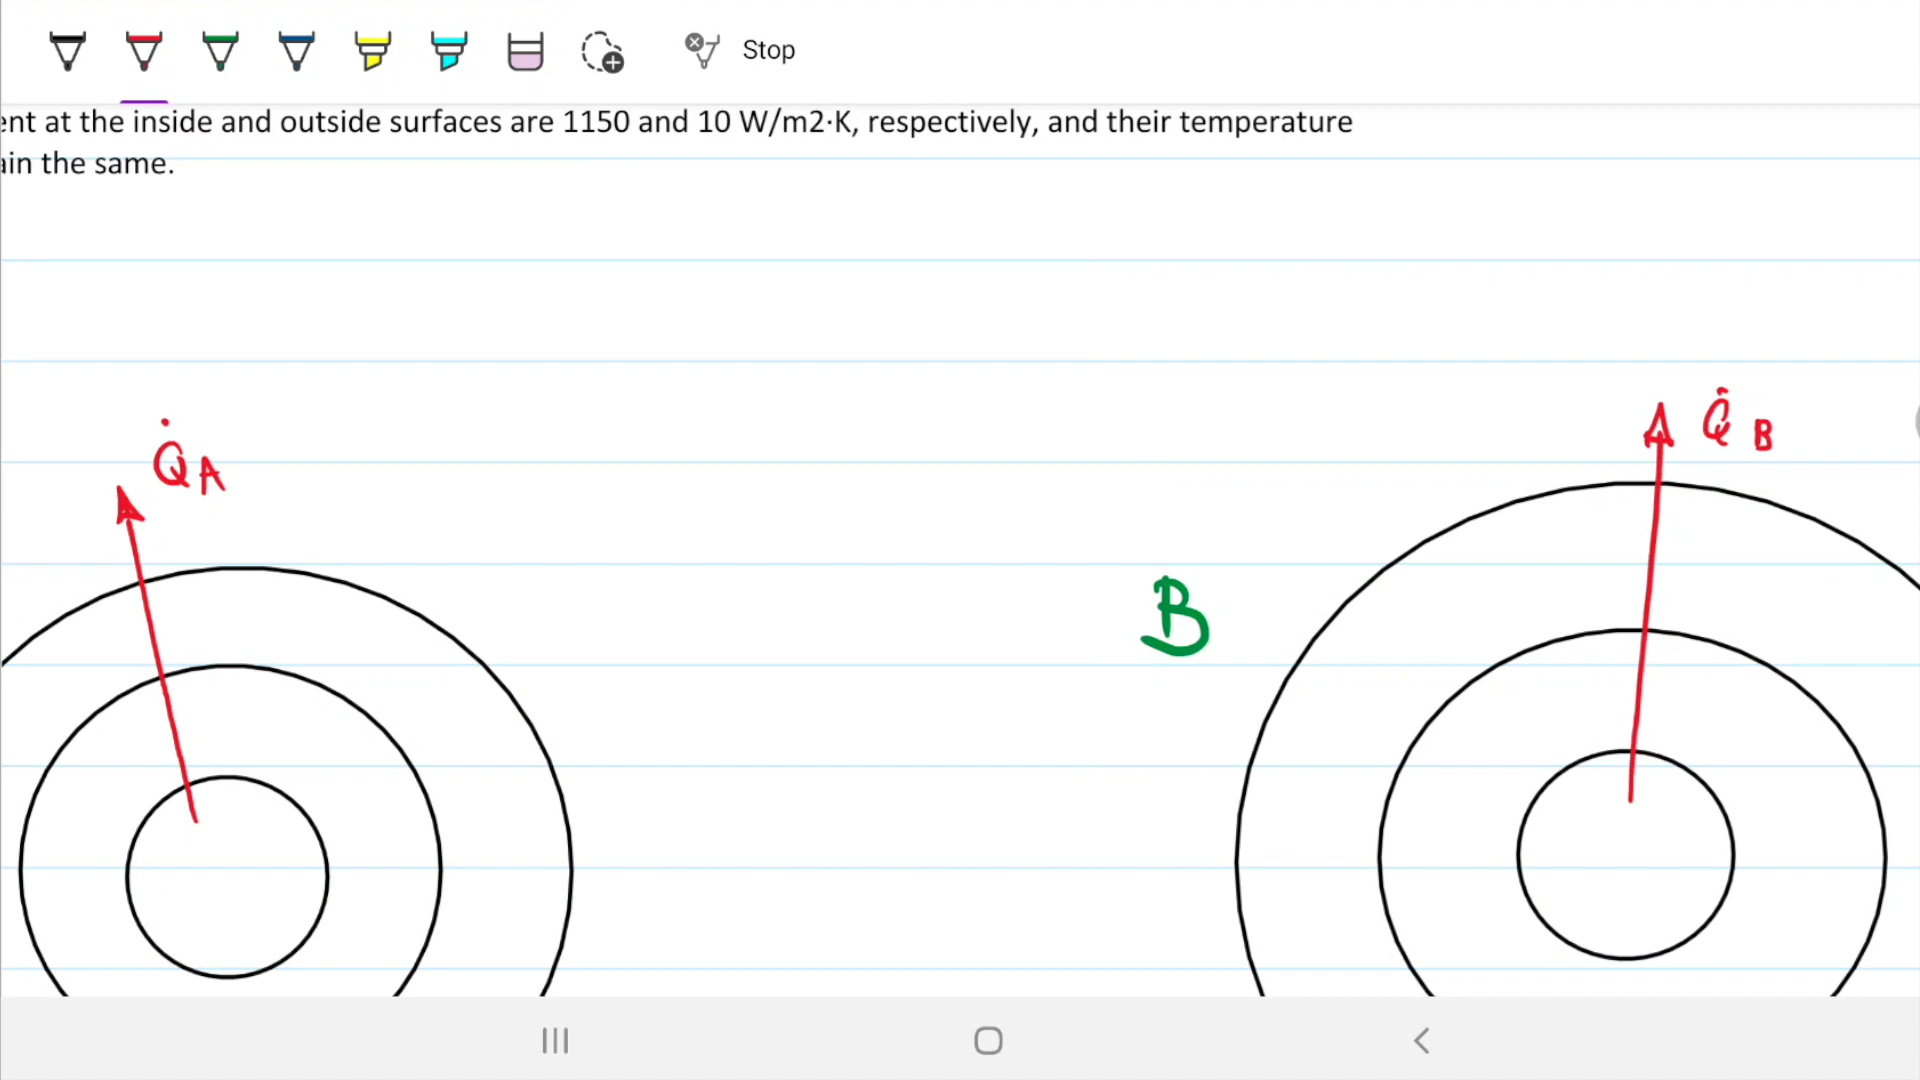 Stop
ent at the inside and outside surfaces are 1150 and 10 W/m2·K, respectively, and their temperature
ain the same.
Q̇A
Q̇B
B